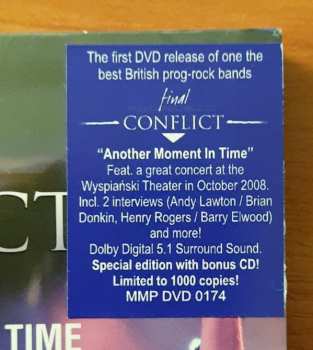 The first DVD release of one the
best British prog-rock bands
final
CONFLICT
"Another Moment In Time"
Feat. a great concert at the
Wyspiański Theater in October 2008.
Incl. 2 interviews (Andy Lawton / Brian
Donkin, Henry Rogers / Barry Elwood)
and more!
Dolby Digital 5.1 Surround Sound.
Special edition with bonus CD!
Limited to 1000 copies!
MMP DVD 0174
CT
TIME